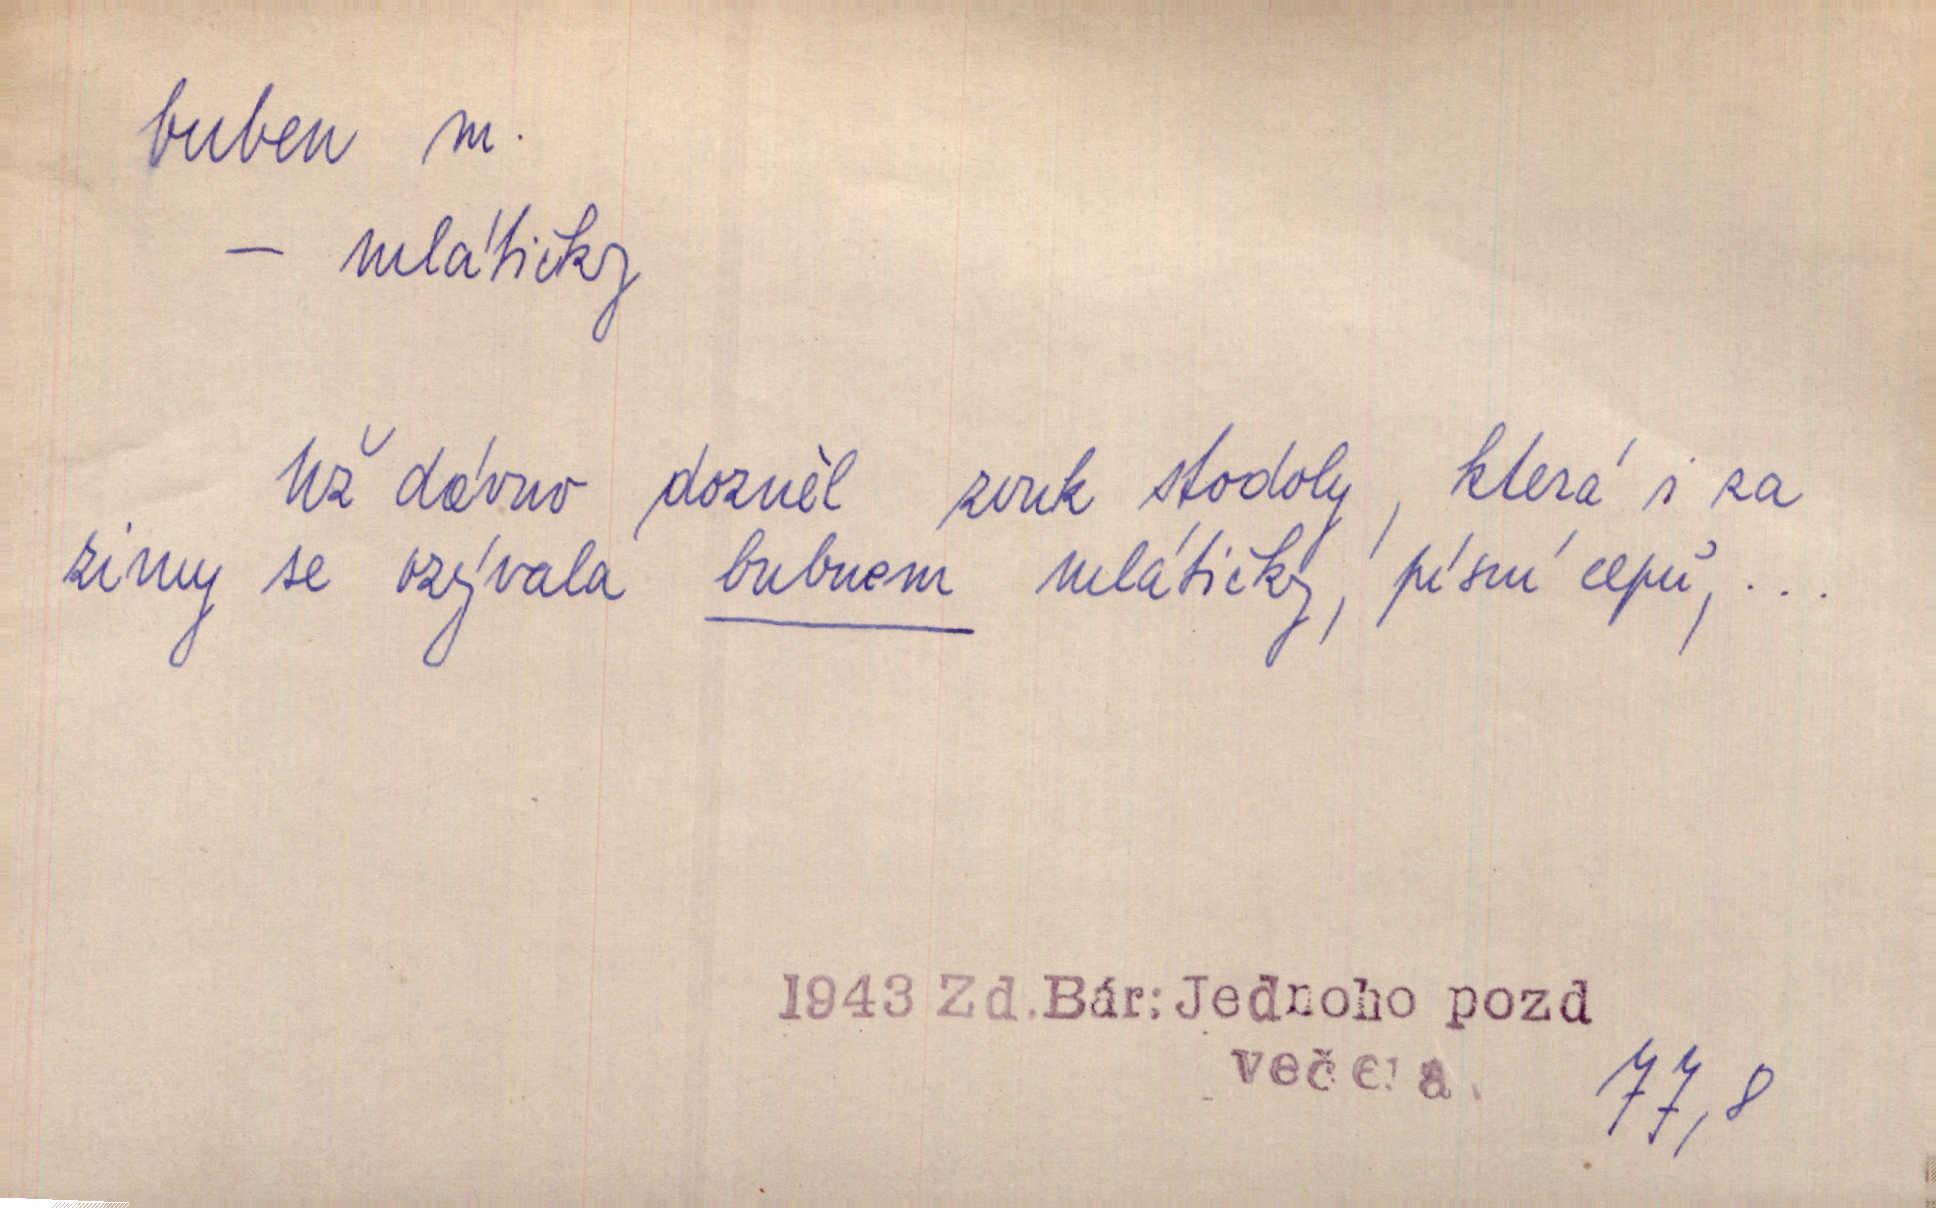 buben m.
— mlátičky
Už dávno dozněl zvuk stodoly, která i za
zimy se ozývala bubnem mlátičky, písní cepů, ...
1943 Zd. Bár: Jednoho pozd
večera.
77,8